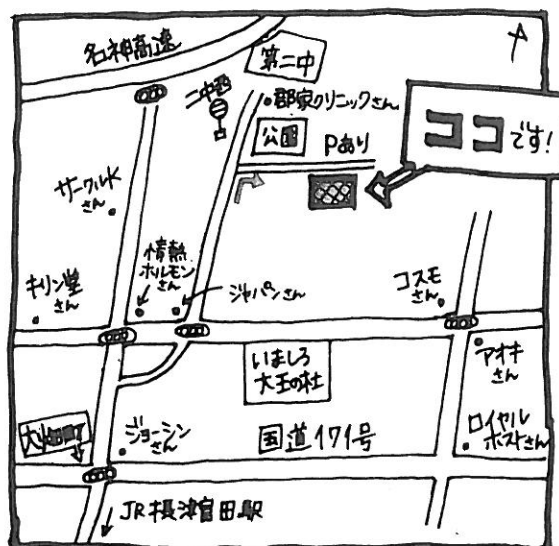 名神高速
第二中
二中西
郡家クリニックさん
公園
Pあり
ココです!
サークルK
さん
情熱
ホルモン
さん
キリン堂
さん
ジャパンさん
コスモ
さん
いましろ
大王の杜
アオキ
さん
大畑町
ジョーシン
さん
国道171号
ロイヤル
ホストさん
JR摂津富田駅